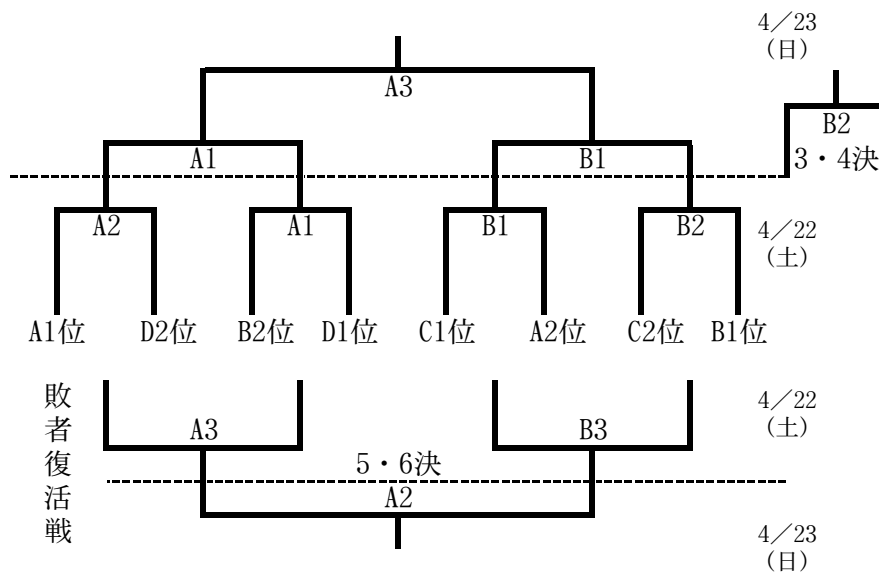 4／23
（日）
A3
B2
3・4決
A1
B1
A2
A1
B1
B2
4／22
（土）
A1位
D2位
B2位
D1位
C1位
A2位
C2位
B1位
敗者復活戦
A3
B3
4／22
（土）
5・6決
A2
4／23
（日）